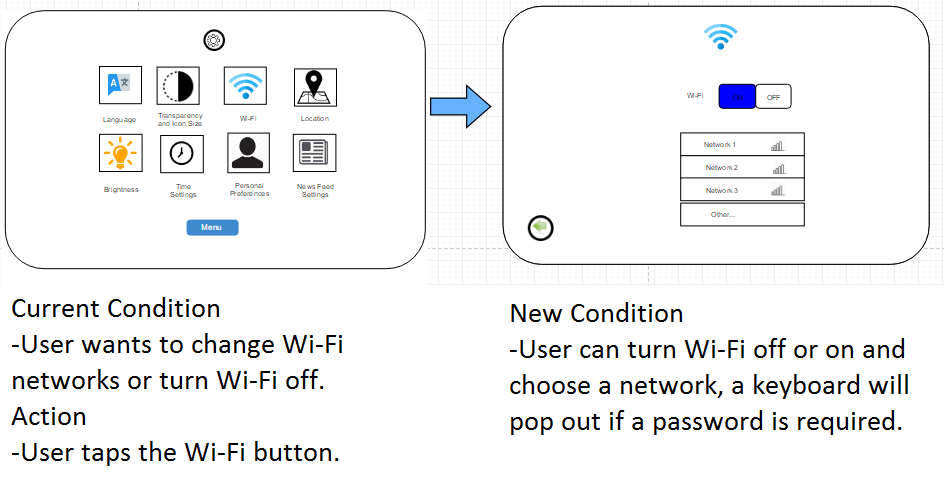 Language
Transparency
and Icon Size
Wi-Fi
Location
Brightness
Time
Settings
Personal
Preferences
News Feed
Settings
Menu
Wi-Fi
ON
OFF
Network 1
Network 2
Network 3
Other...
Current Condition
-User wants to change Wi-Fi
networks or turn Wi-Fi off.
Action
-User taps the Wi-Fi button.
New Condition
-User can turn Wi-Fi off or on and
choose a network, a keyboard will
pop out if a password is required.